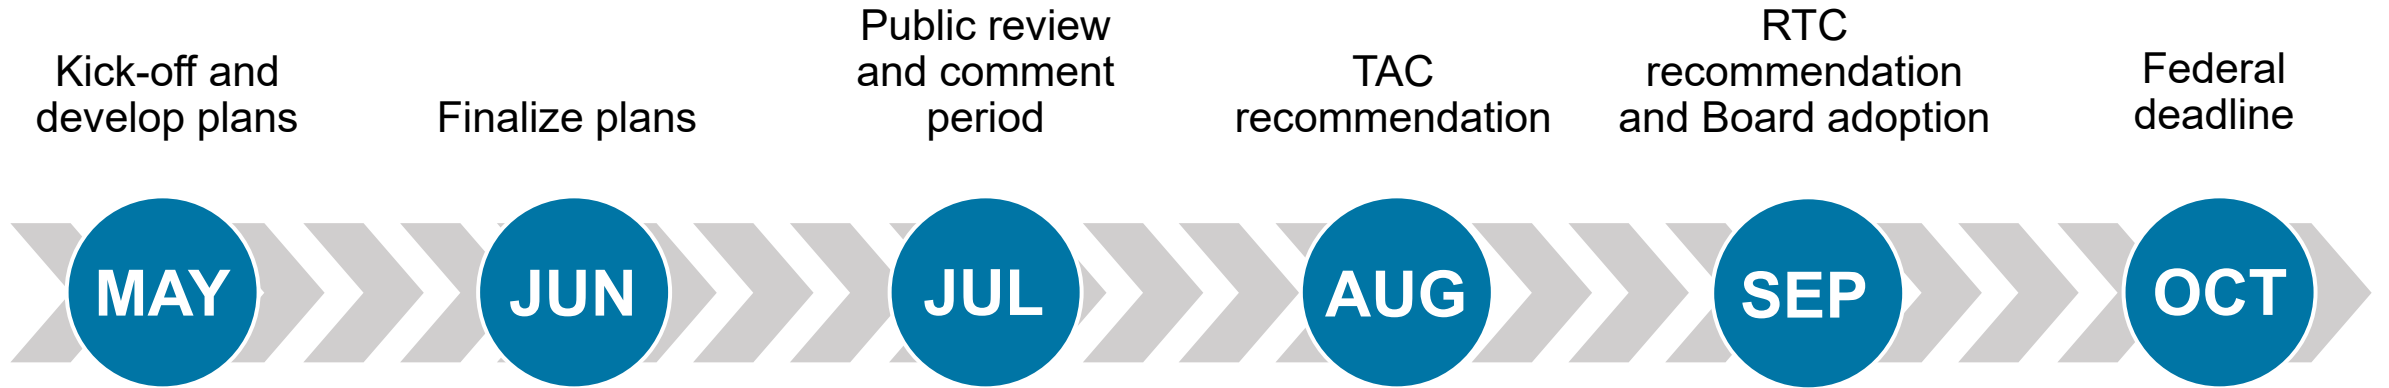 Kick-off and
develop plans
Finalize plans
Public review
and comment
period
TAC
recommendation
RTC
recommendation
and Board adoption
Federal
deadline
MAY
JUN
JUL
AUG
SEP
OCT